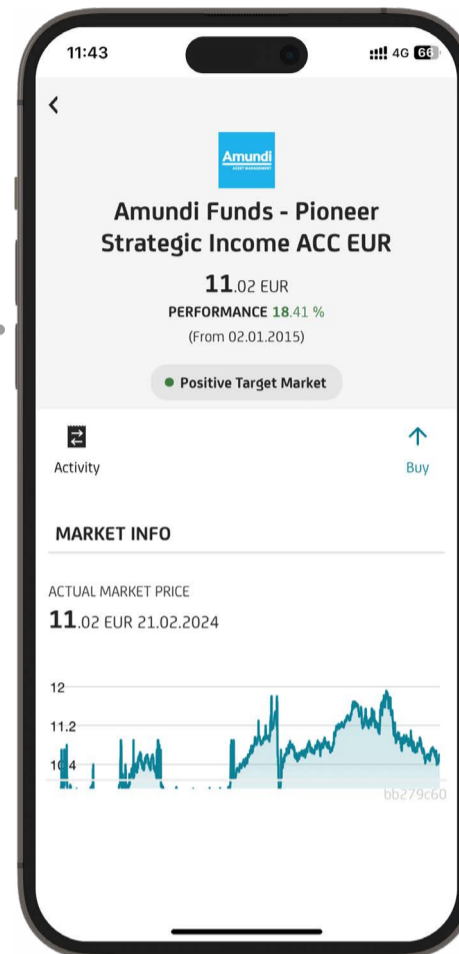 11:43
4G 66
Amundi
ASSET MANAGEMENT
Amundi Funds - Pioneer
Strategic Income ACC EUR
11.02 EUR
PERFORMANCE 18.41 %
(From 02.01.2015)
Positive Target Market
Activity
Buy
MARKET INFO
ACTUAL MARKET PRICE
11.02 EUR 21.02.2024
12
11.2
10.4
bb279c60